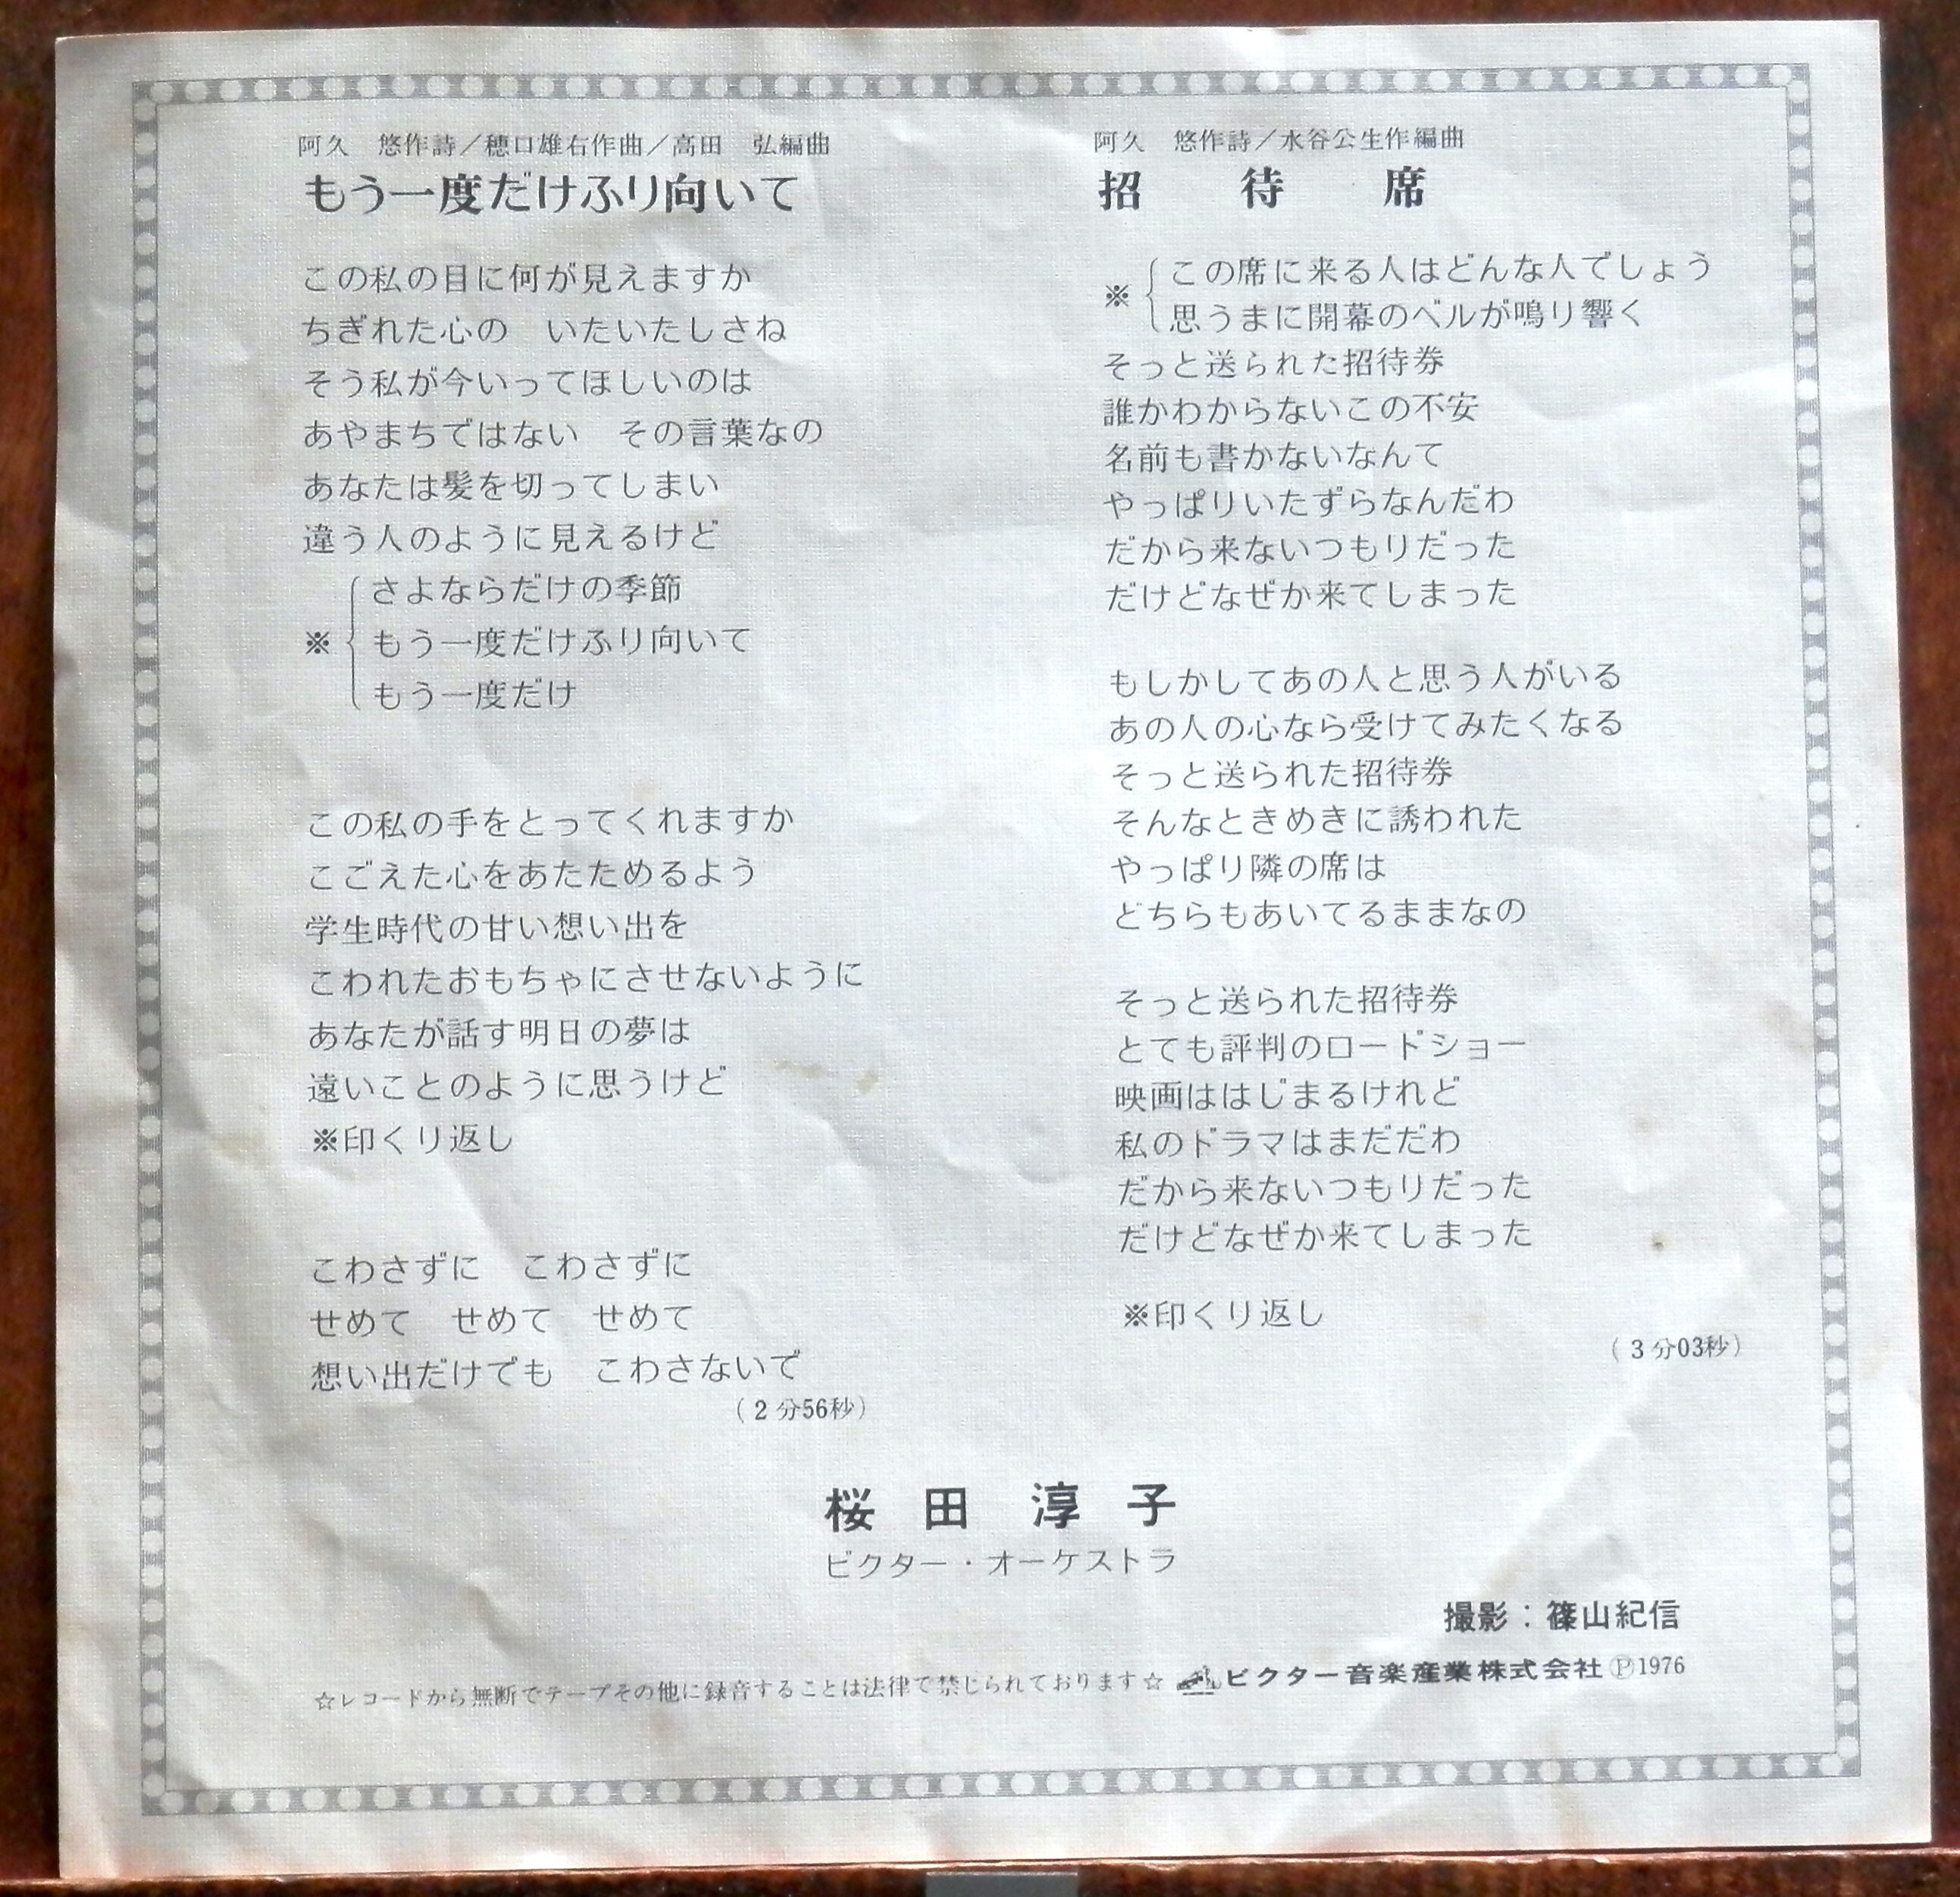 阿久　悠作詩／穂口雄右作曲／高田　弘編曲
もう一度だけふり向いて
この私の目に何が見えますか
ちぎれた心の　いたいたしさね
そう私が今いってほしいのは
あやまちではない　その言葉なの
あなたは髪を切ってしまい
違う人のように見えるけど
※
さよならだけの季節
もう一度だけふり向いて
もう一度だけ
この私の手をとってくれますか
こごえた心をあたためるよう
学生時代の甘い想い出を
こわれたおもちゃにさせないように
あなたが話す明日の夢は
遠いことのように思うけど
※印くり返し
こわさずに　こわさずに
せめて　せめて　せめて
想い出だけでも　こわさないで
（2分56秒）
阿久　悠作詩／水谷公生作編曲
招　待　席
※
この席に来る人はどんな人でしょう
思うまに開幕のベルが鳴り響く
そっと送られた招待券
誰かわからないこの不安
名前も書かないなんて
やっぱりいたずらなんだわ
だから来ないつもりだった
だけどなぜか来てしまった
もしかしてあの人と思う人がいる
あの人の心なら受けてみたくなる
そっと送られた招待券
そんなときめきに誘われた
やっぱり隣の席は
どちらもあいてるままなの
そっと送られた招待券
とても評判のロードショー
映画ははじまるけれど
私のドラマはまだだわ
だから来ないつもりだった
だけどなぜか来てしまった
※印くり返し
（3分03秒）
桜　田　淳　子
ビクター・オーケストラ
撮影：篠山紀信
☆レコードから無断でテープその他に録音することは法律で禁じられております☆ ビクター音楽産業株式会社Ⓟ1976